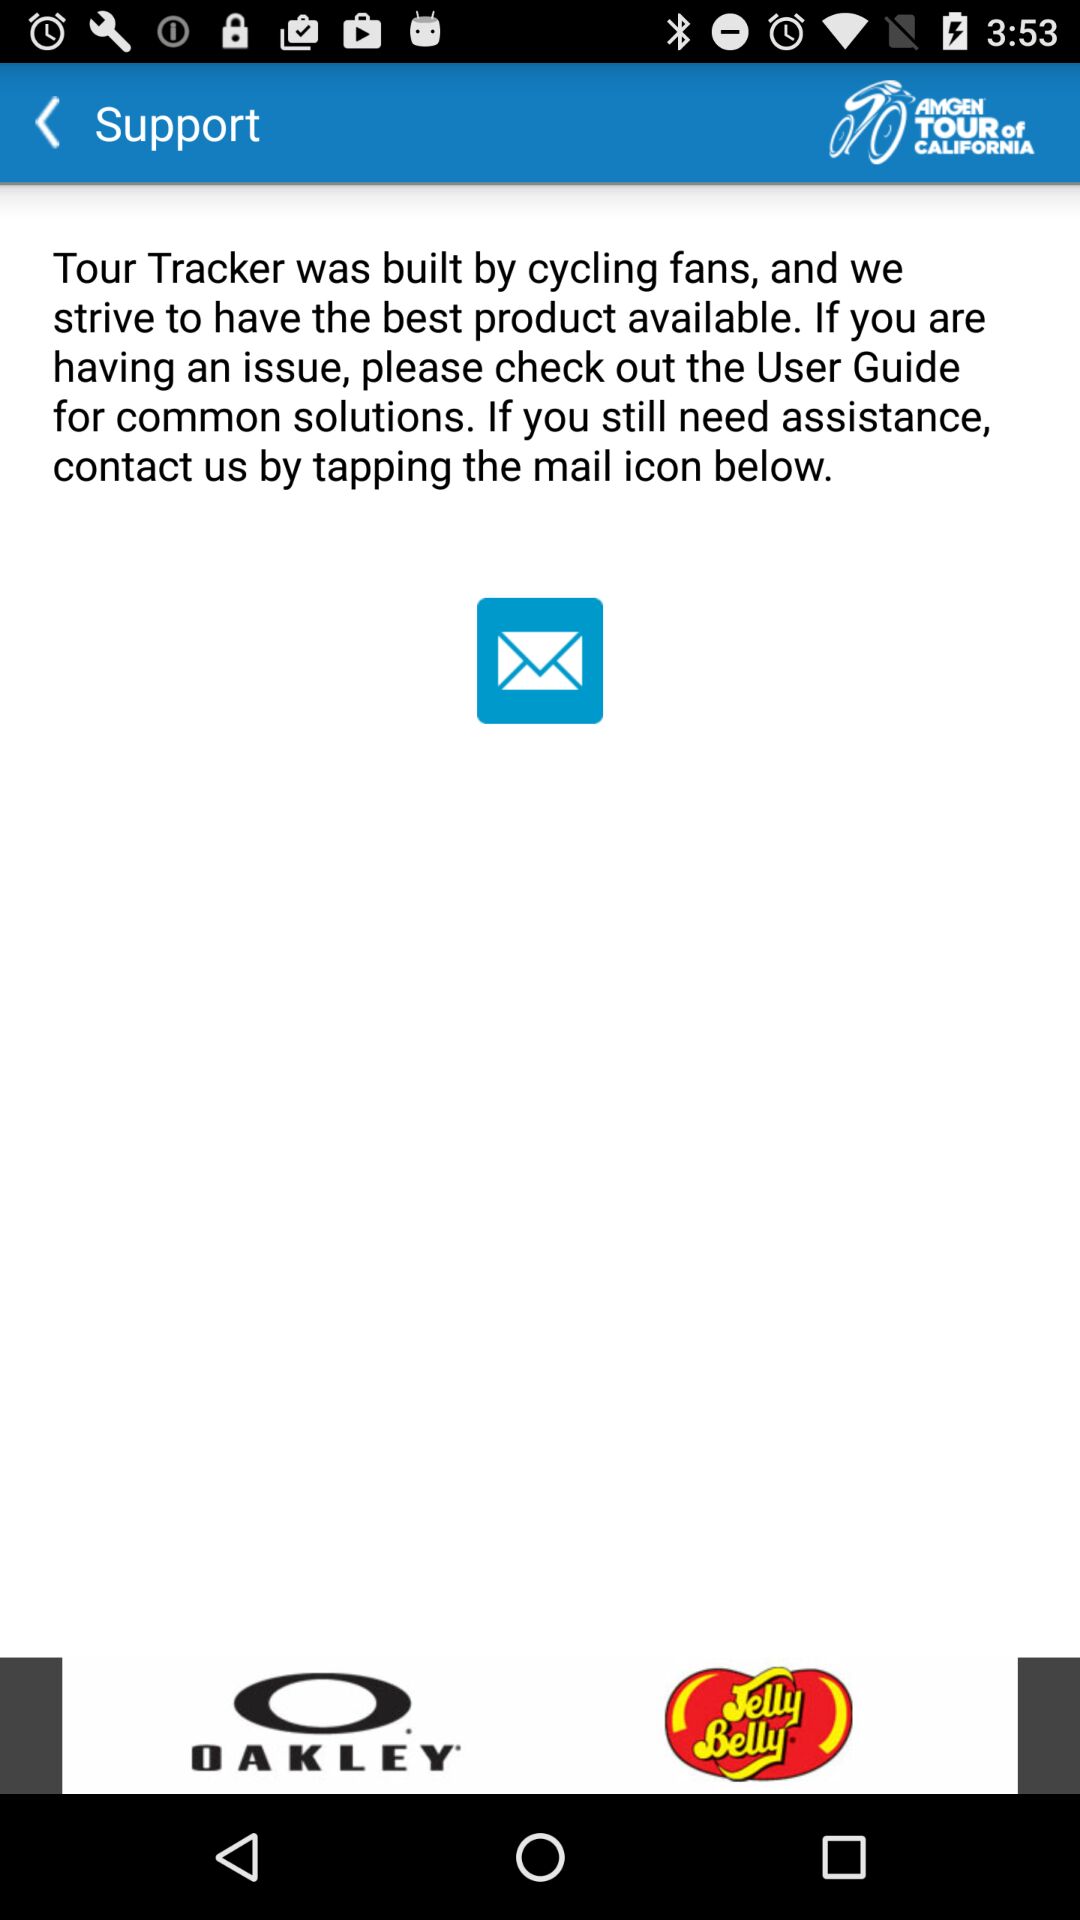 3:53
Support
AMGEN
TOUR of
CALIFORNIA
Tour Tracker was built by cycling fans, and we
strive to have the best product available. If you are
having an issue, please check out the User Guide
for common solutions. If you still need assistance,
contact us by tapping the mail icon below.
OAKLEY
Jelly
Belly